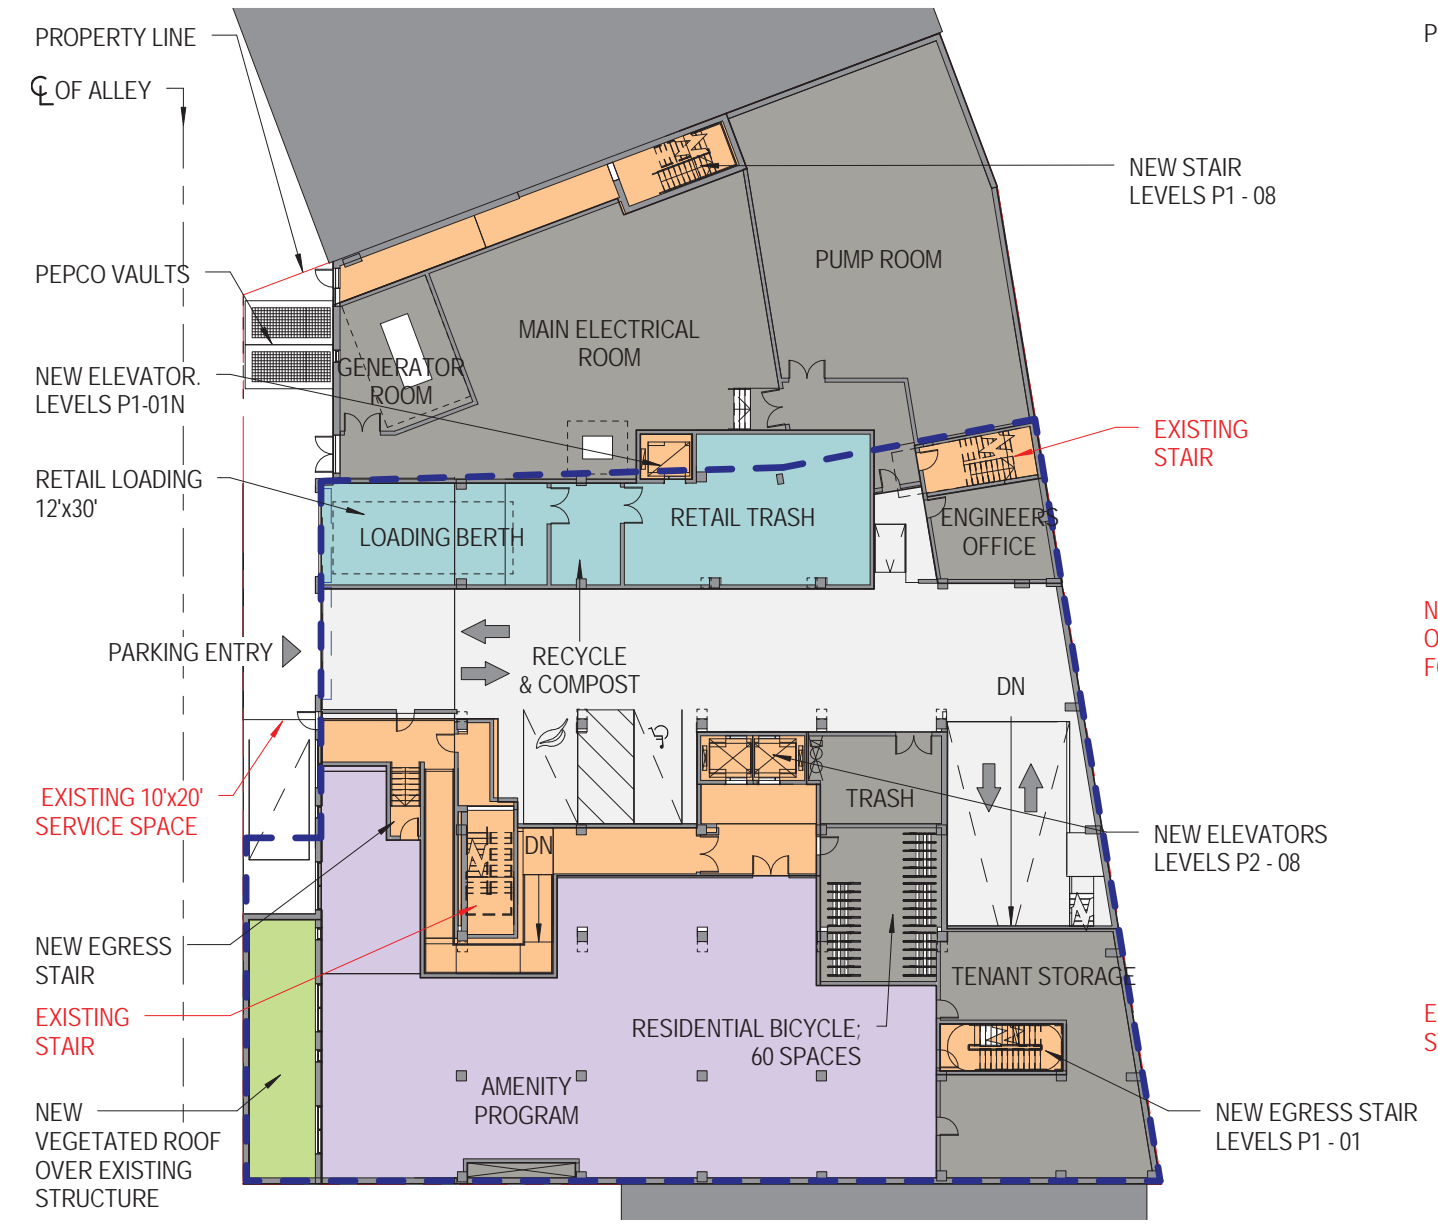 PROPERTY LINE
℄ OF ALLEY
PEPCO VAULTS
NEW ELEVATOR.
LEVELS P1-01N
RETAIL LOADING
12'x30'
PARKING ENTRY
EXISTING 10'x20'
SERVICE SPACE
NEW EGRESS
STAIR
EXISTING
STAIR
NEW
VEGETATED ROOF
OVER EXISTING
STRUCTURE
GENERATOR
ROOM
MAIN ELECTRICAL
ROOM
PUMP ROOM
LOADING BERTH
RETAIL TRASH
ENGINEERS
OFFICE
RECYCLE
& COMPOST
DN
TRASH
DN
TENANT STORAGE
RESIDENTIAL BICYCLE;
60 SPACES
AMENITY
PROGRAM
NEW STAIR
LEVELS P1 - 08
EXISTING
STAIR
NEW ELEVATORS
LEVELS P2 - 08
NEW EGRESS STAIR
LEVELS P1 - 01
P
N
O
E
S